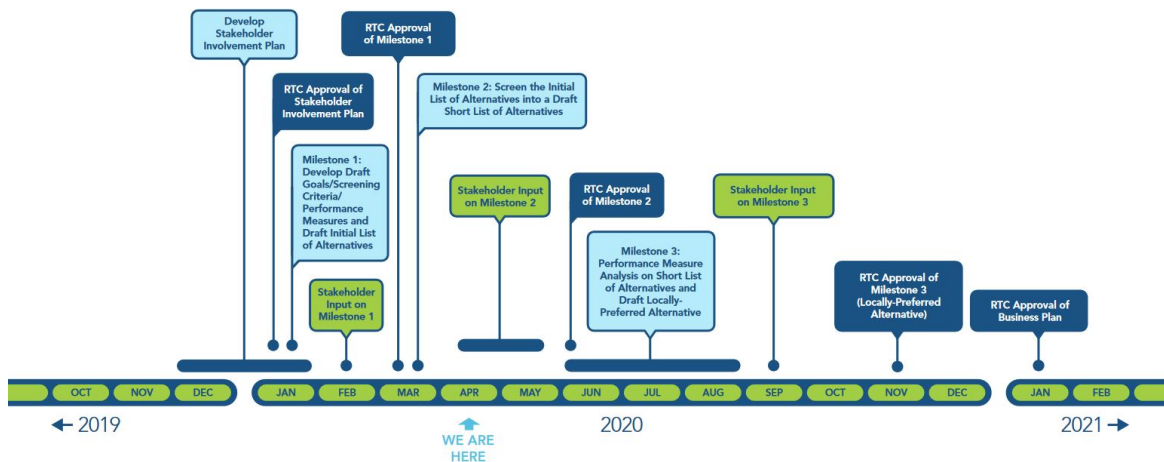 Develop
Stakeholder
Involvement Plan
RTC Approval
of Milestone 1
RTC Approval of
Stakeholder
Involvement Plan
Milestone 2: Screen the Initial
List of Alternatives into a Draft
Short List of Alternatives
Milestone 1:
Develop Draft
Goals/Screening
Criteria/
Performance
Measures and
Draft Initial List
of Alternatives
Stakeholder
Input on
Milestone 1
Stakeholder Input
on Milestone 2
RTC Approval
of Milestone 2
Stakeholder Input
on Milestone 3
Milestone 3:
Performance Measure
Analysis on Short List
of Alternatives and
Draft Locally-
Preferred Alternative
RTC Approval of
Milestone 3
(Locally-Preferred
Alternative)
RTC Approval of
Business Plan
OCT NOV DEC JAN FEB MAR APR MAY JUN JUL AUG SEP OCT NOV DEC JAN FEB
← 2019 2020 2021 →
WE ARE
HERE